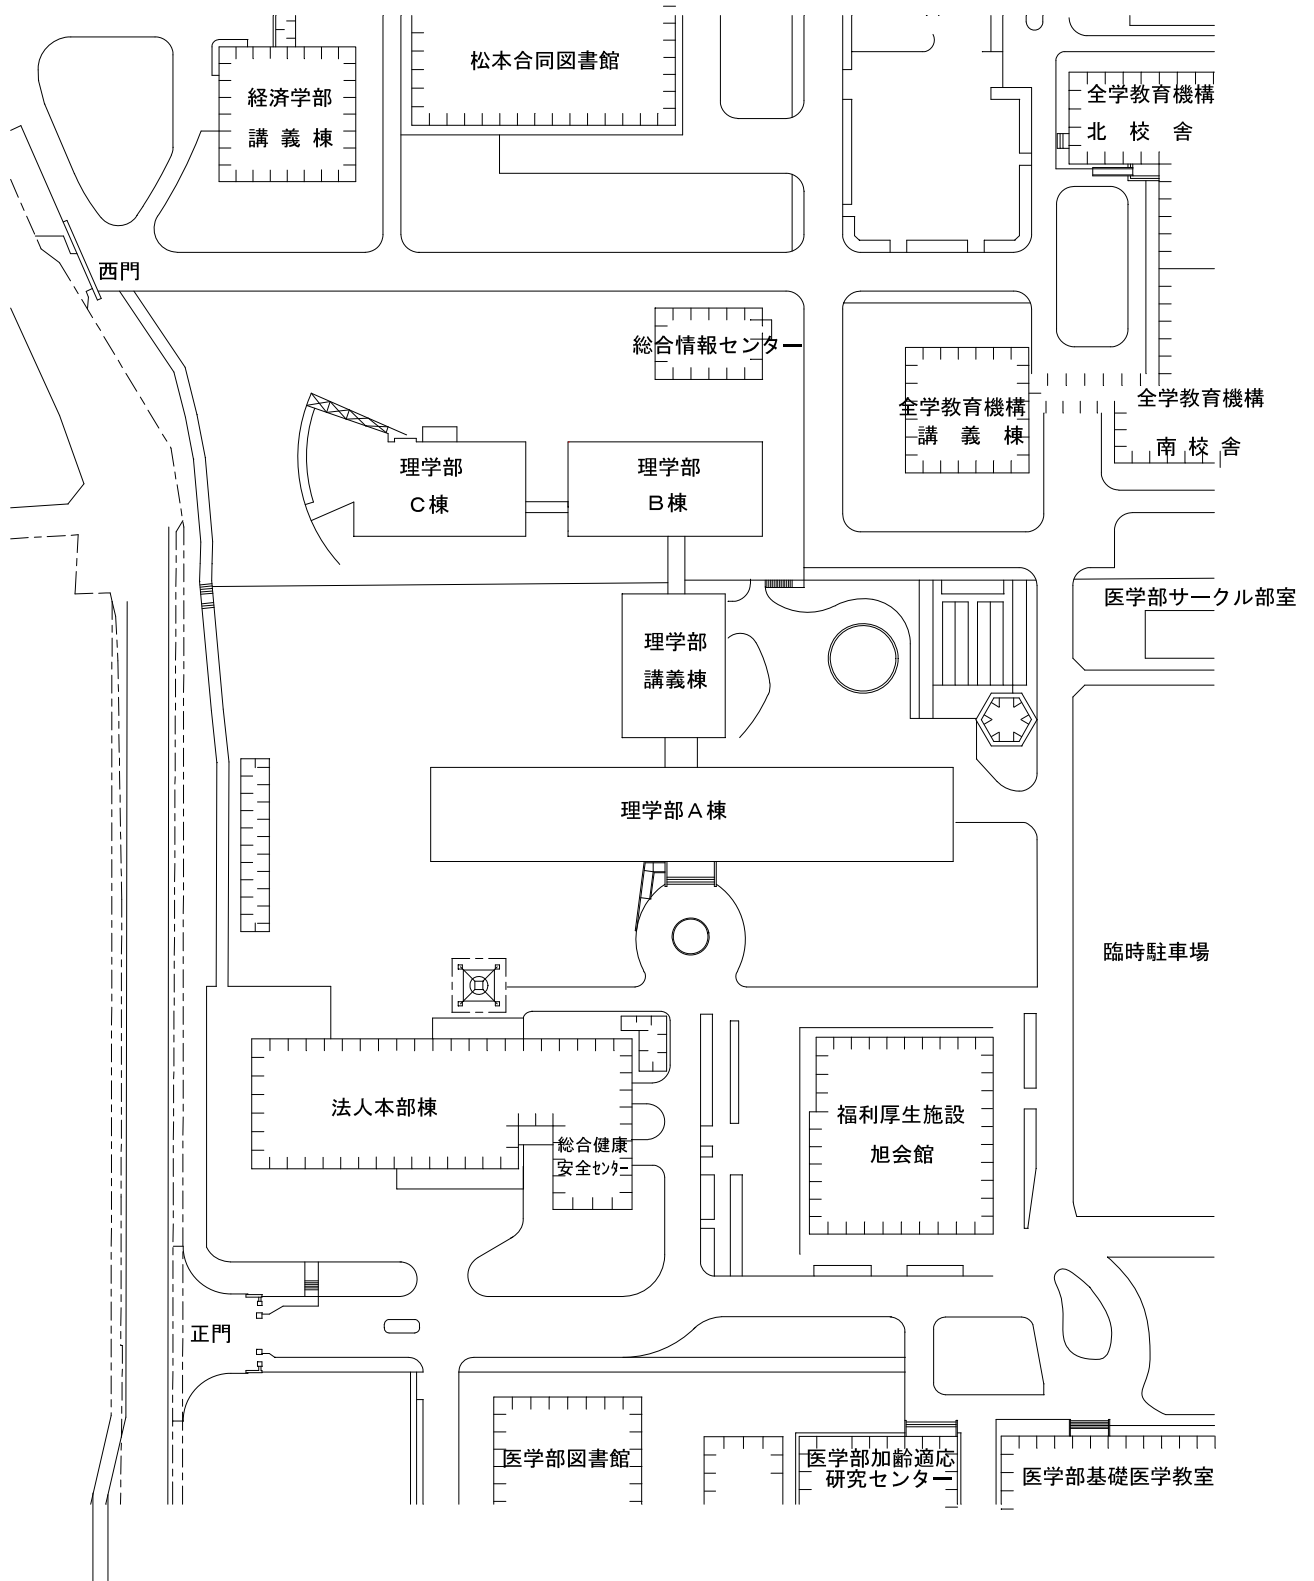 松本合同図書館
経済学部
講義棟
全学教育機構
北校舎
西門
総合情報センター
全学教育機構
講義棟
全学教育機構
南校舎
理学部
C棟
理学部
B棟
医学部サークル部室
理学部
講義棟
理学部A棟
臨時駐車場
法人本部棟
総合健康
安全センター
福利厚生施設
旭会館
正門
医学部図書館
医学部加齢適応
研究センター
医学部基礎医学教室